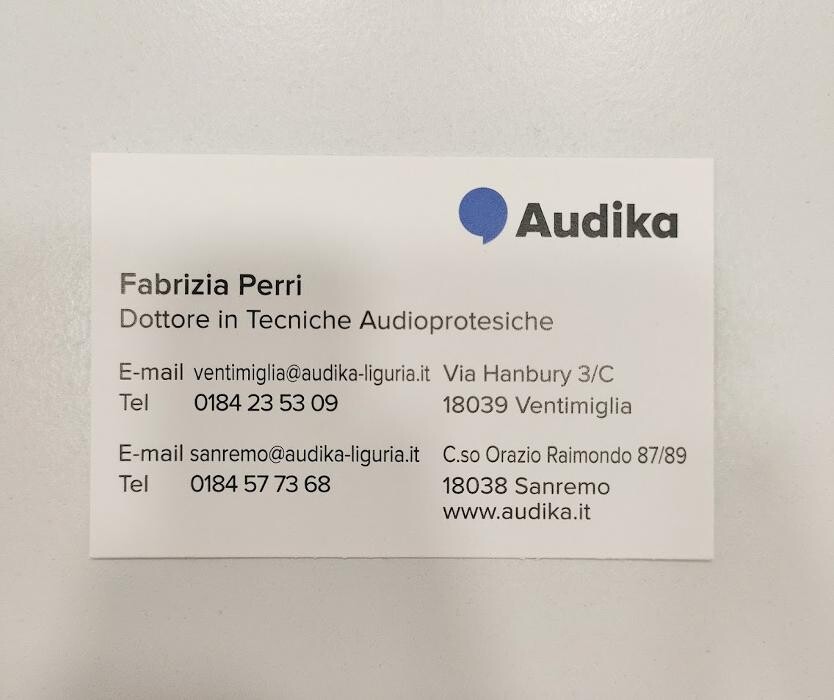 Audika
Fabrizia Perri
Dottore in Tecniche Audioprotesiche
E-mail ventimiglia@audika-liguria.it Via Hanbury 3/C
Tel 0184 23 53 09 18039 Ventimiglia
E-mail sanremo@audika-liguria.it C.so Orazio Raimondo 87/89
Tel 0184 57 73 68 18038 Sanremo
www.audika.it